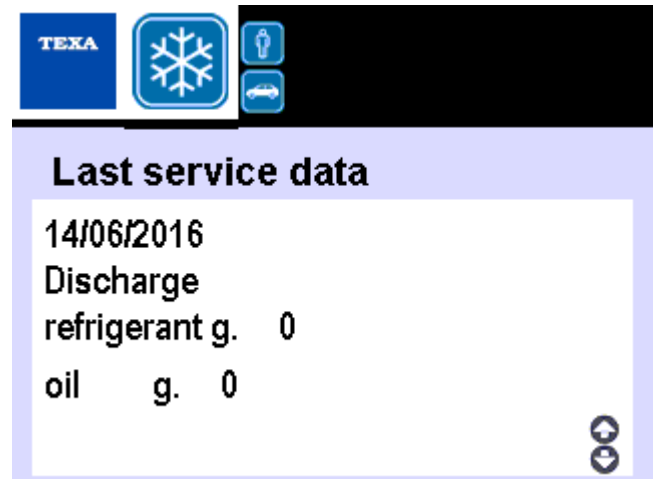 TEXA
Last service data
14/06/2016
Discharge
refrigerant g. 0
oil g. 0